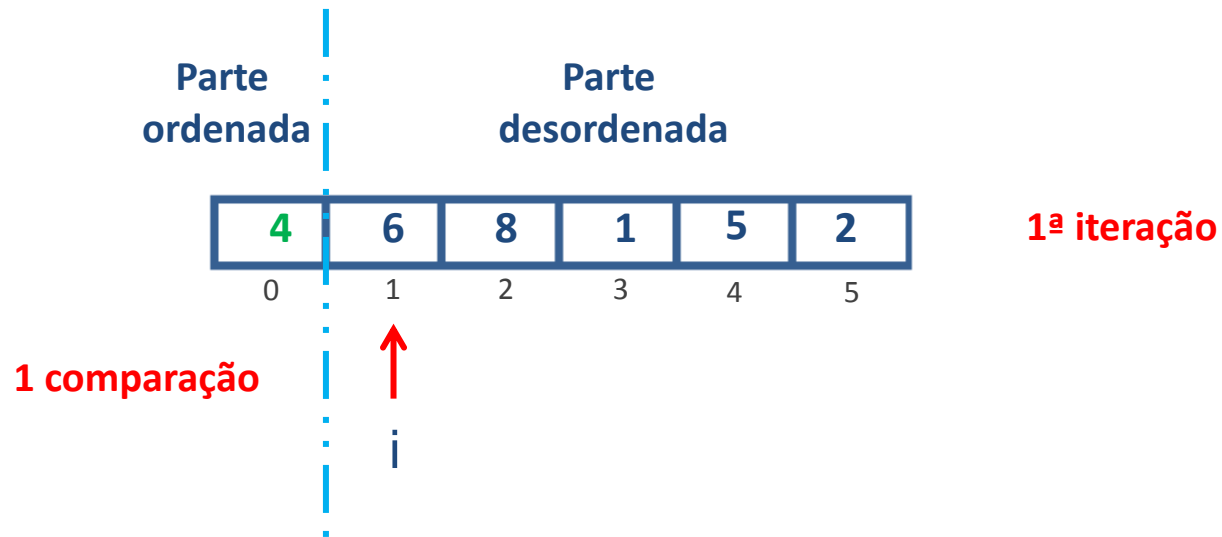 Parte
ordenada
Parte
desordenada
4 6 8 1 5 2
1ª iteração
0 1 2 3 4 5
1 comparação
i